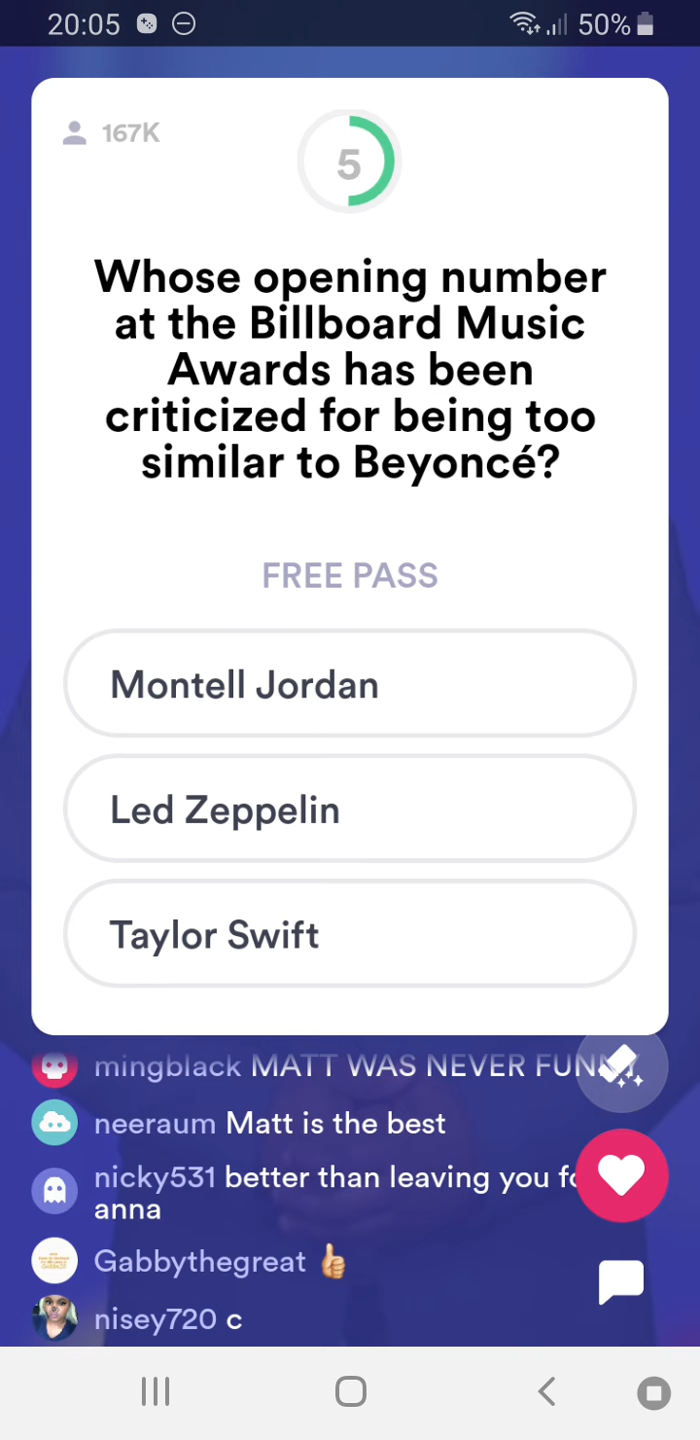 20:05 50%
167K
5
Whose opening number
at the Billboard Music
Awards has been
criticized for being too
similar to Beyoncé?
FREE PASS
Montell Jordan
Led Zeppelin
Taylor Swift
mingblack MATT WAS NEVER FUNNY
neeraum Matt is the best
nicky531 better than leaving you
anna
Gabbythegreat 👍
nisey720 c